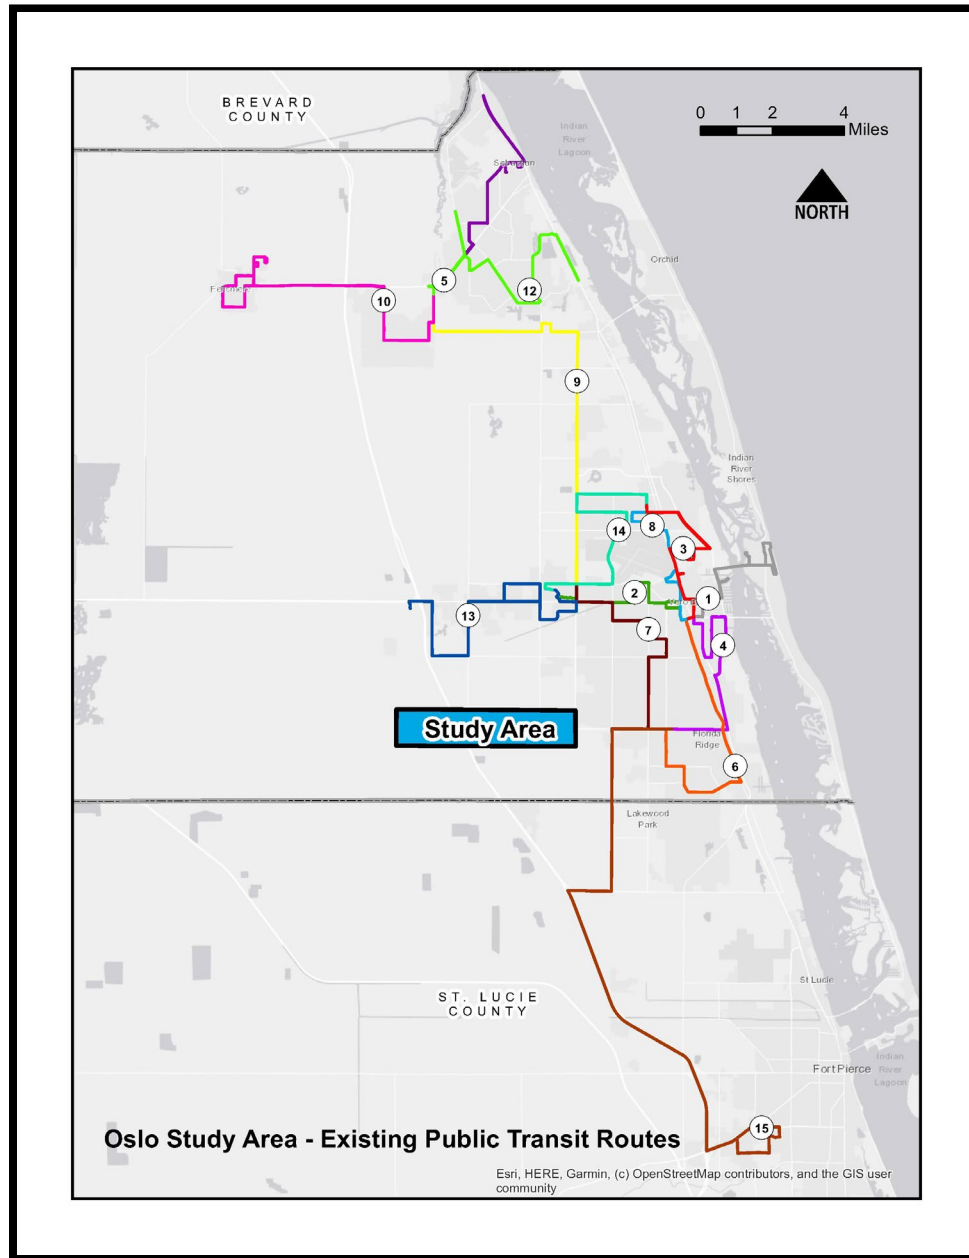 BREVARD
COUNTY
0 1 2 4
Miles
NORTH
Indian
River
Lagoon
Sebastian
Orchid
5
12
10
9
Indian
River
Shores
14
8
3
2
1
13
7
4
Study Area
Florida
Ridge
6
Lakewood
Park
St Lucie
ST. LUCIE
COUNTY
Fort Pierce
Indian
River
Lagoon
15
Oslo Study Area - Existing Public Transit Routes
Esri, HERE, Garmin, (c) OpenStreetMap contributors, and the GIS user
community